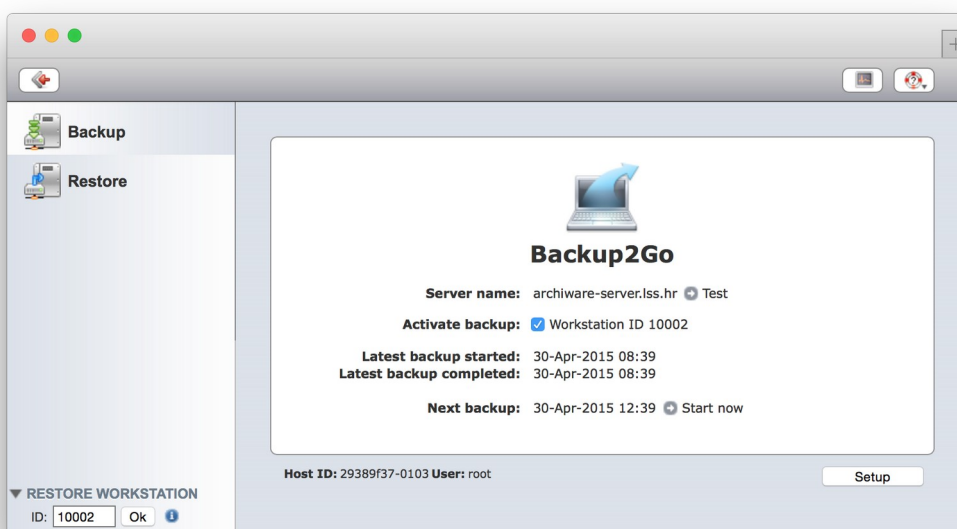 Backup
Restore
Backup2Go
Server name: archiware-server.lss.hr Test
Activate backup: Workstation ID 10002
Latest backup started: 30-Apr-2015 08:39
Latest backup completed: 30-Apr-2015 08:39
Next backup: 30-Apr-2015 12:39 Start now
Host ID: 29389f37-0103 User: root
Setup
RESTORE WORKSTATION
ID: 10002 Ok